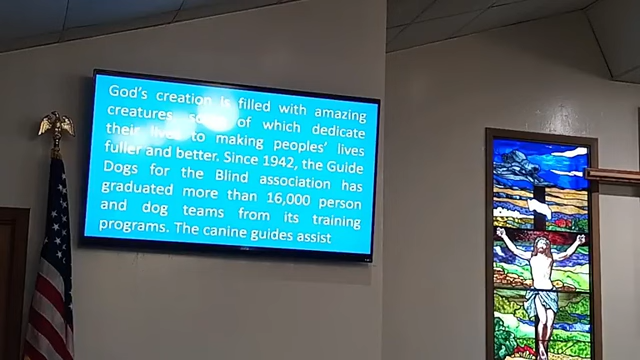 God's creation is filled with amazing
creatures, some of which dedicate
their lives to making peoples' lives
fuller and better. Since 1942, the Guide
Dogs for the Blind association has
graduated more than 16,000 person
and dog teams from its training
programs. The canine guides assist